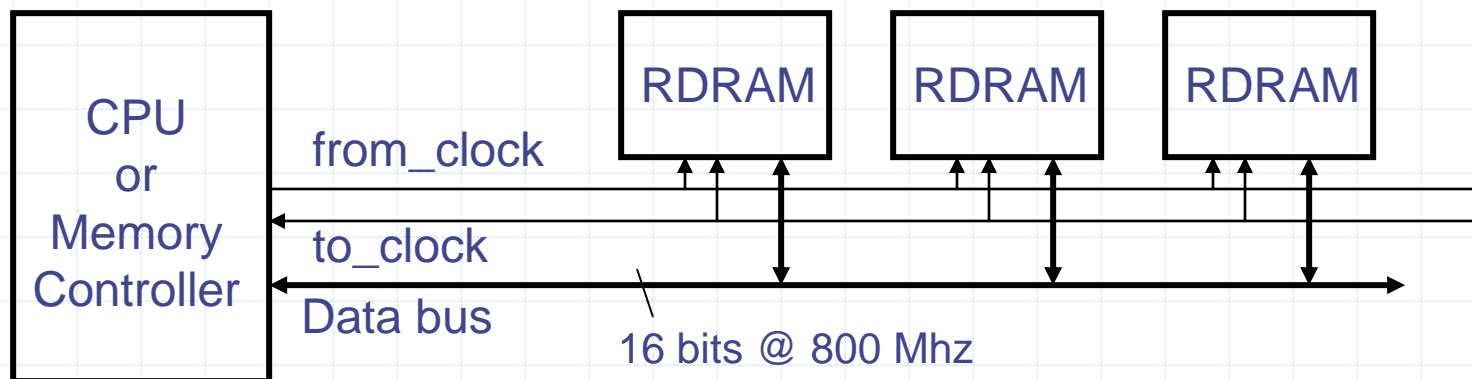 CPU
or
Memory
Controller
from_clock
to_clock
Data bus
16 bits @ 800 Mhz
RDRAM
RDRAM
RDRAM